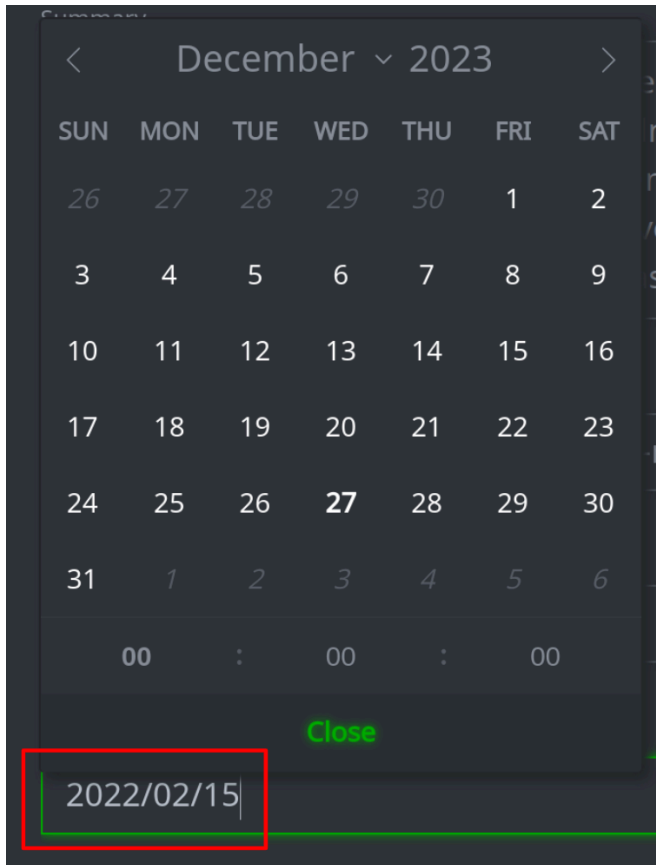 Summary
December 2023
SUN MON TUE WED THU FRI SAT
26 27 28 29 30 1 2
3 4 5 6 7 8 9
10 11 12 13 14 15 16
17 18 19 20 21 22 23
24 25 26 27 28 29 30
31 1 2 3 4 5 6
00 : 00 : 00
Close
2022/02/15